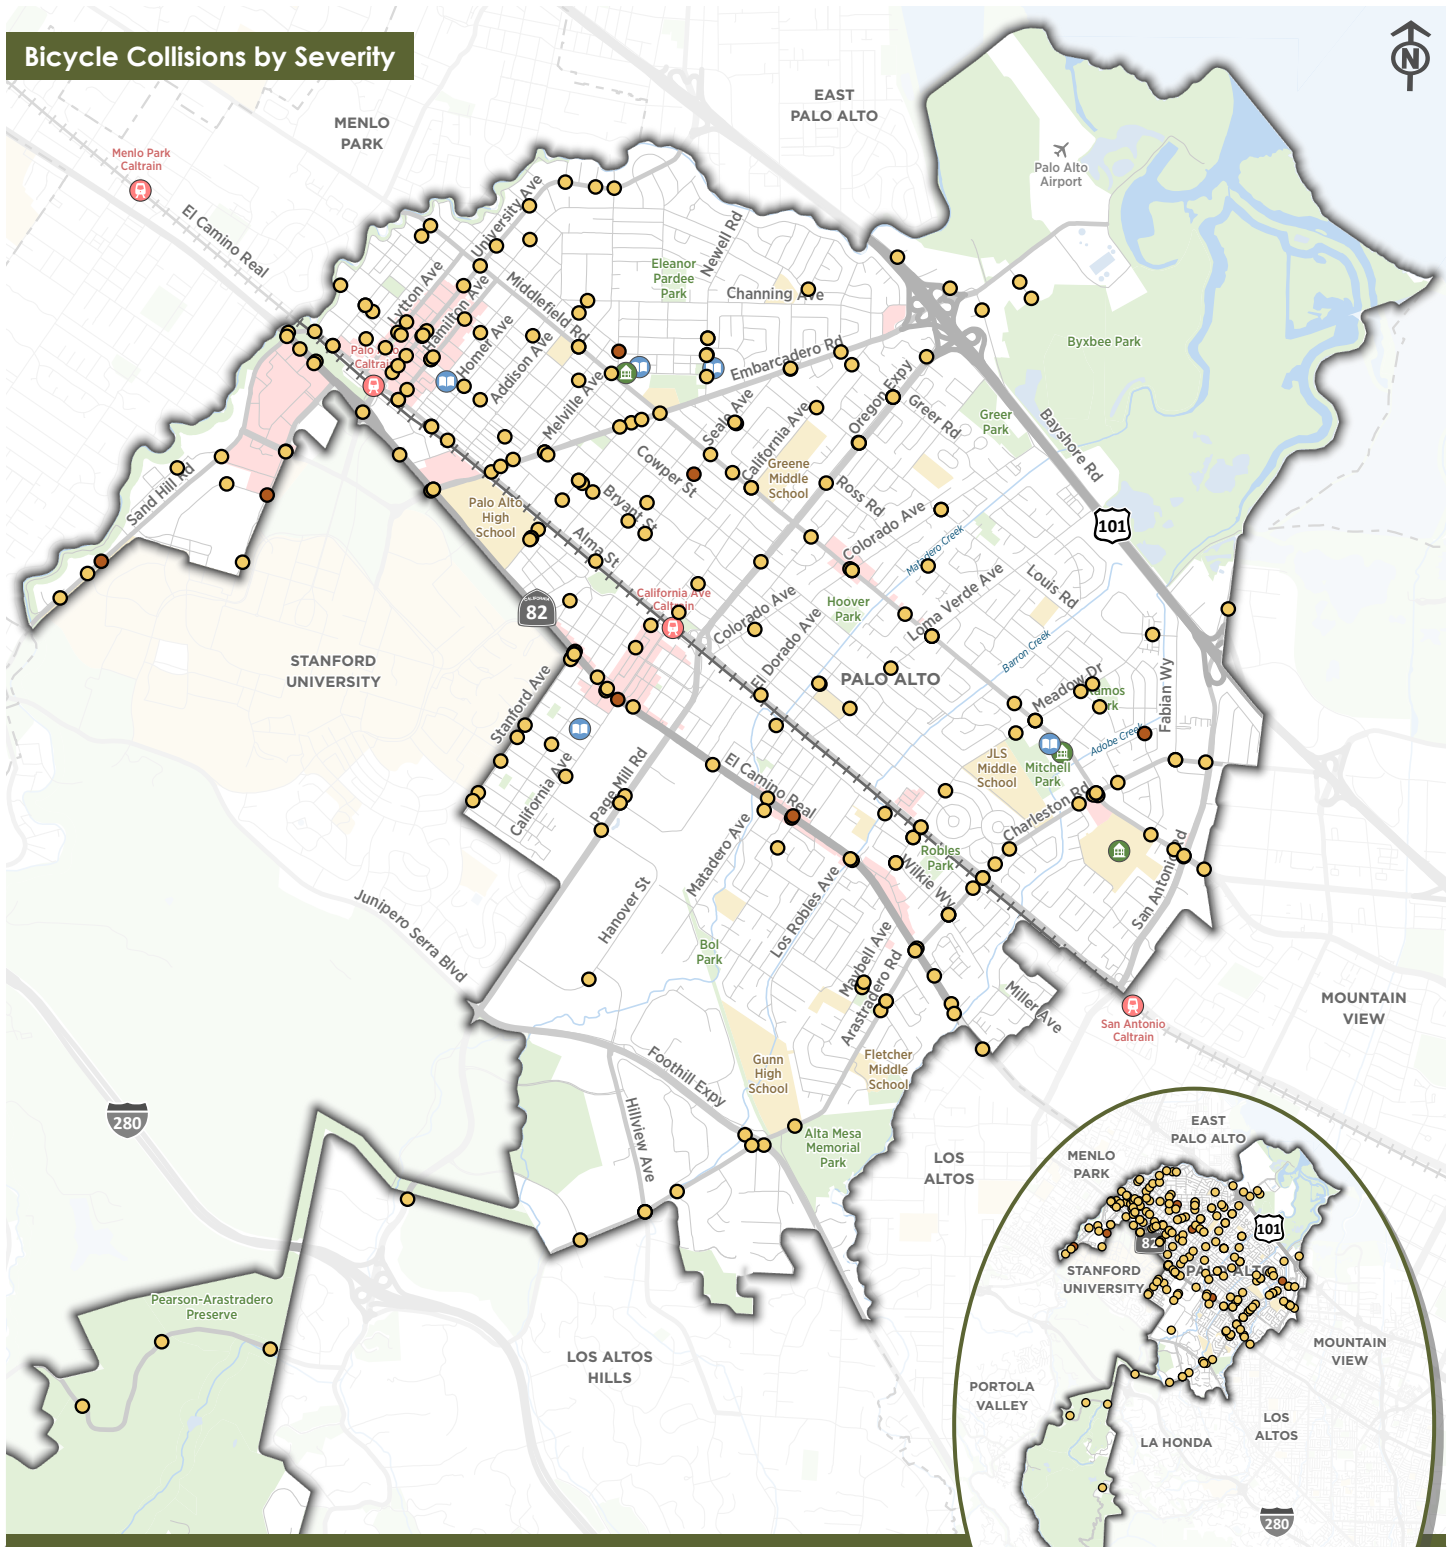 Bicycle Collisions by Severity
N
MENLO
PARK
EAST
PALO ALTO
Menlo Park
Caltrain
Palo Alto
Airport
El Camino Real
University Ave
Newell Rd
Eleanor
Pardee
Park
Lytton Ave
Hamilton Ave
Middlefield Rd
Channing Ave
Homer Ave
Addison Ave
Byxbee Park
Embarcadero Rd
Melville Ave
Oregon Expy
Greer Rd
Greer
Park
Bayshore Rd
Seale Ave
California Ave
Cowper St
Greene
Middle
School
Sand Hill Rd
Palo Alto
High
School
Bryant St
Ross Rd
Colorado Ave
Matadero Creek
101
Alma St
California Ave
Caltrain
CALIFORNIA
82
Colorado Ave
Hoover
Park
Loma Verde Ave
Louis Rd
El Dorado Ave
Barron Creek
STANFORD
UNIVERSITY
PALO ALTO
Meadow Dr
Fabian Wy
Stanford Ave
Adobe Creek
JLS
Middle
School
Mitchell
Park
California Ave
Page Mill Rd
El Camino Real
Charleston Rd
Matadero Ave
Robles
Park
Wilkie Wy
San Antonio Rd
Junipero Serra Blvd
Hanover St
Los Robles Ave
Bol
Park
Maybell Ave
Arastradero Rd
Miller Ave
MOUNTAIN
VIEW
San Antonio
Caltrain
Foothill Expy
Gunn
High
School
Fletcher
Middle
School
280
Hillview Ave
Alta Mesa
Memorial
Park
LOS
ALTOS
Pearson-Arastradero
Preserve
LOS ALTOS
HILLS
EAST
PALO ALTO
MENLO
PARK
101
82
STANFORD
UNIVERSITY
MOUNTAIN
VIEW
PORTOLA
VALLEY
LOS
ALTOS
LA HONDA
280